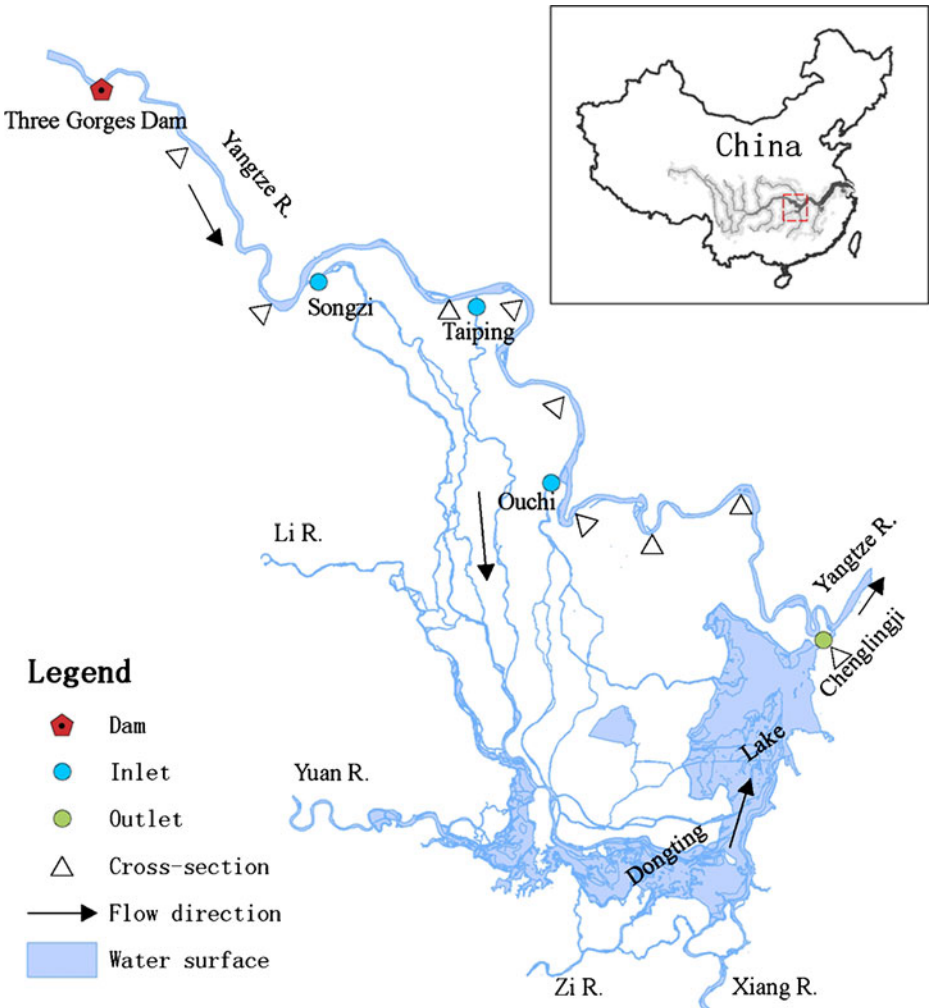 China
Three Gorges Dam
Yangtze R.
Songzi
Taiping
Ouchi
Li R.
Yangtze R.
Chenglingji
Lake
Dongting
Yuan R.
Zi R.
Xiang R.
Legend
Dam
Inlet
Outlet
Cross-section
Flow direction
Water surface